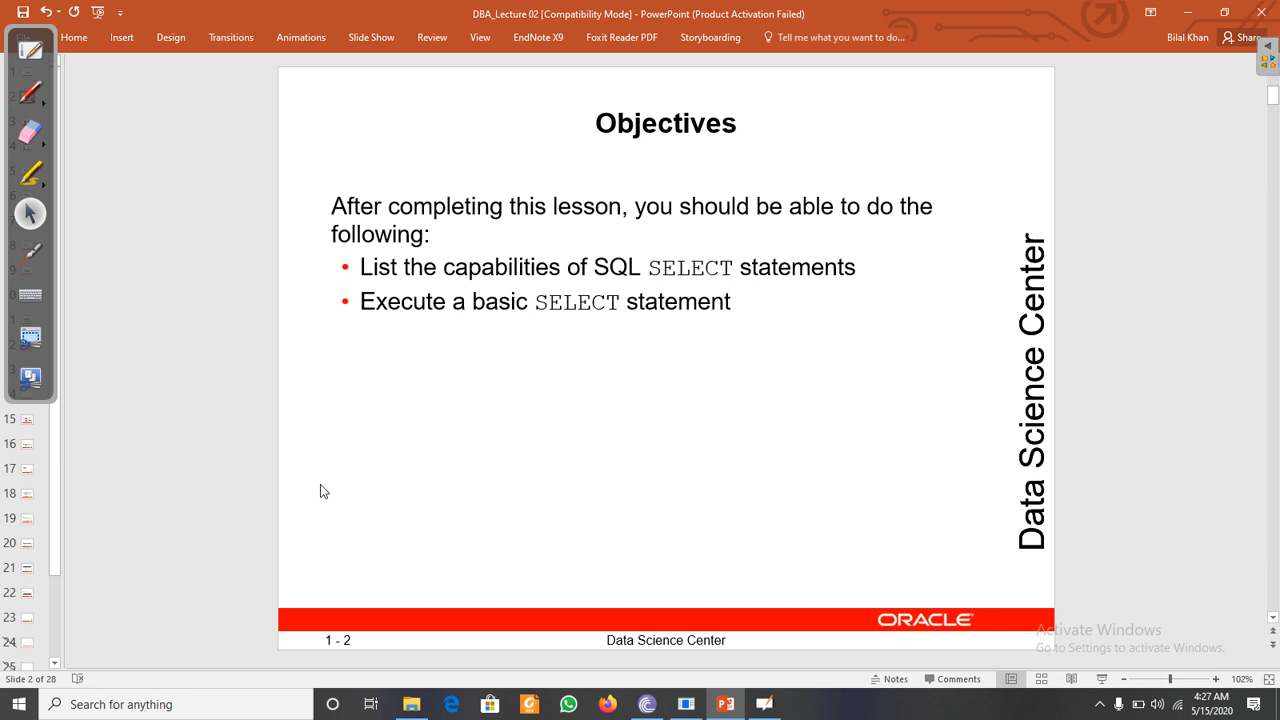 DBA_Lecture 02 [Compatibility Mode] - PowerPoint (Product Activation Failed)
File Home Insert Design Transitions Animations Slide Show Review View EndNote X9 Foxit Reader PDF Storyboarding Tell me what you want to do... Bilal Khan Share
Objectives
After completing this lesson, you should be able to do the
following:
• List the capabilities of SQL SELECT statements
• Execute a basic SELECT statement
Data Science Center
15
16
17
18
19
20
21
22
23
24
25
ORACLE
1 - 2 Data Science Center
Activate Windows
Go to Settings to activate Windows.
Slide 2 of 28 Notes Comments 102%
Type here to search
4:27 AM
5/15/2020